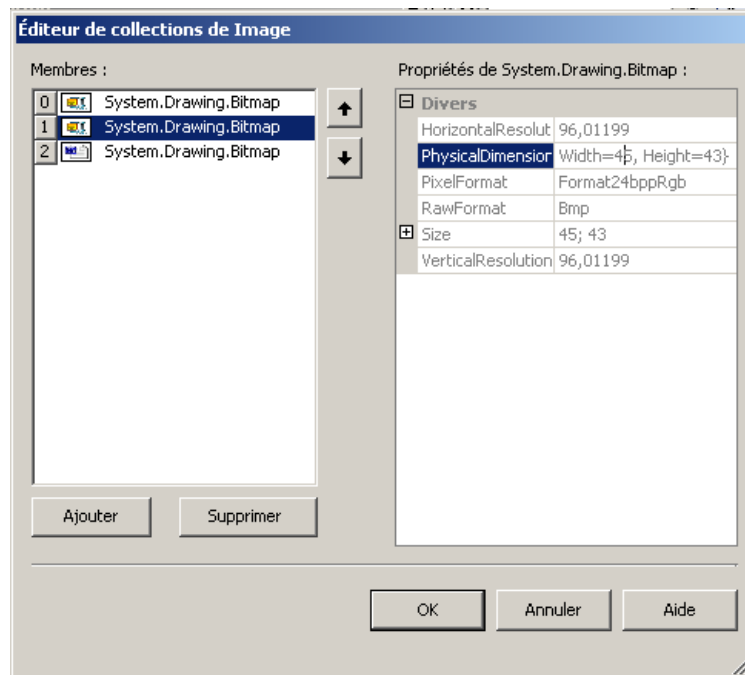 Éditeur de collections de Image
Membres :
0 System.Drawing.Bitmap
1 System.Drawing.Bitmap
2 System.Drawing.Bitmap
Ajouter
Supprimer
Propriétés de System.Drawing.Bitmap :
Divers
HorizontalResolut 96,01199
PhysicalDimension Width=45, Height=43}
PixelFormat Format24bppRgb
RawFormat Bmp
Size 45; 43
VerticalResolution 96,01199
OK
Annuler
Aide